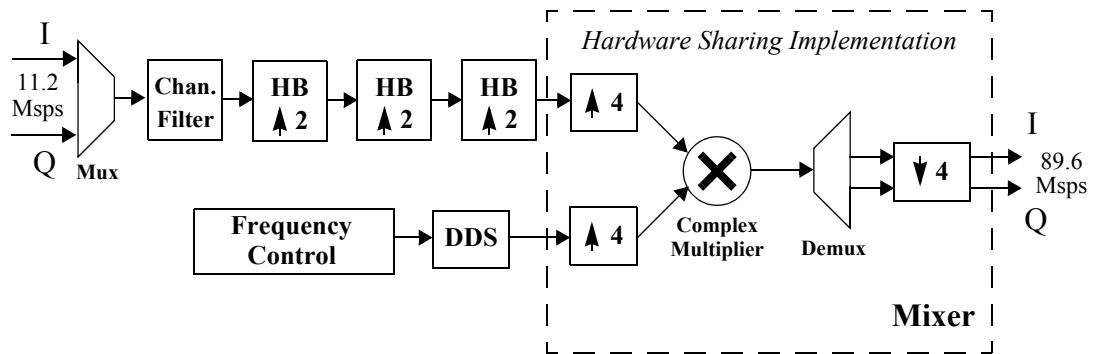 Hardware Sharing Implementation
I
11.2
Msps
Q
Mux
Chan.
Filter
HB
2
HB
2
HB
2
4
Complex
Multiplier
Demux
4
I
89.6
Msps
Q
Frequency
Control
DDS
4
Mixer